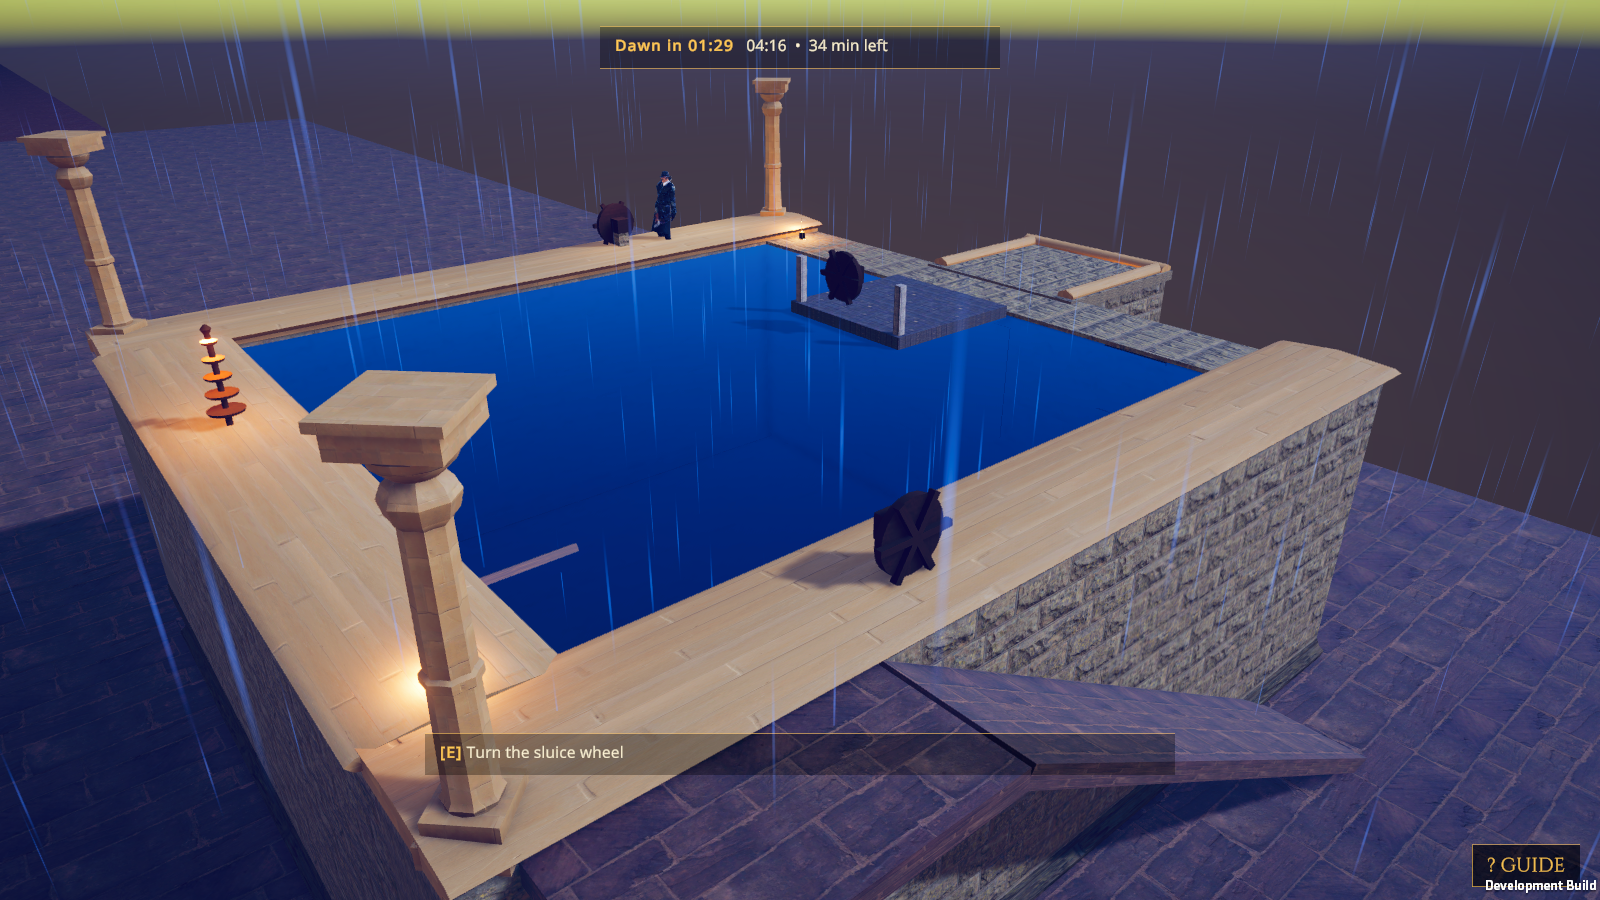 Dawn in 01:29 04:16 • 34 min left
[E] Turn the sluice wheel
? GUIDE
Development Build